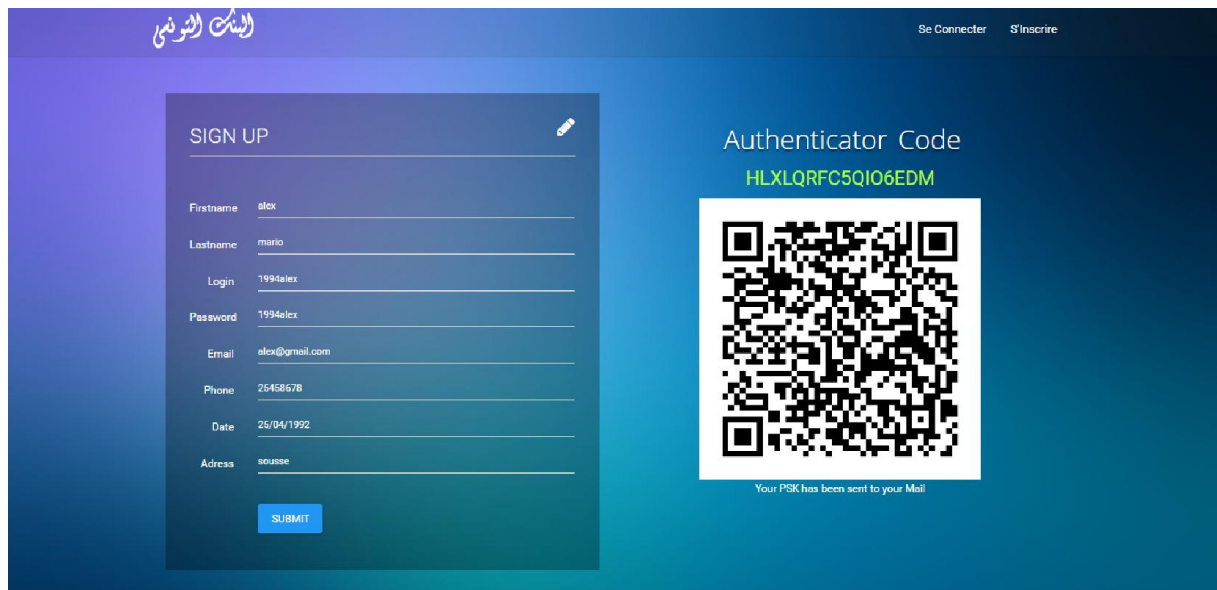 البنك التونسي
Se Connecter S'Inscrire
SIGN UP
Firstname alex
Lastname mario
Login 1994alex
Password 1994alex
Email alex@gmail.com
Phone 25458678
Date 25/04/1992
Adress sousse
SUBMIT
Authenticator Code
HLXLQRFC5QIO6EDM
Your PSK has been sent to your Mail